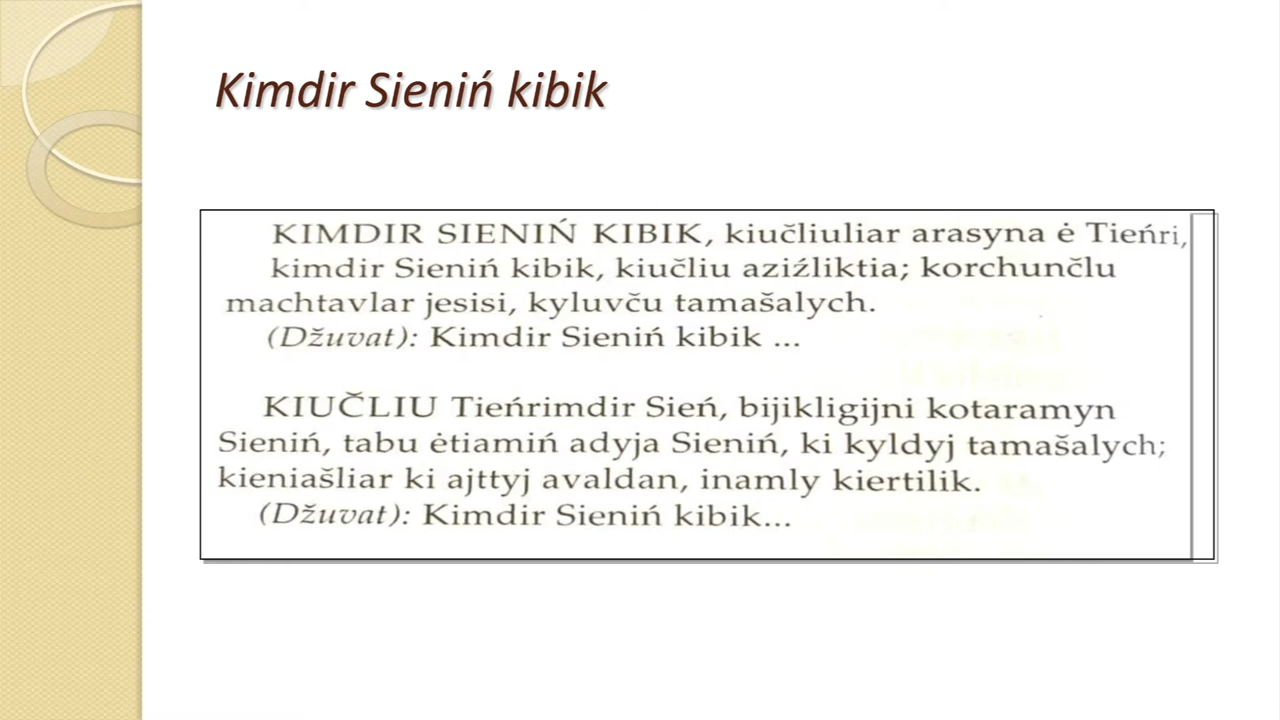 Kimdir Sieniń kibik
KIMDIR SIENIŃ KIBIK, kiučliuliar arasyna ė Tieńri,
kimdir Sieniń kibik, kiučliu aziźliktia; korchunčlu
machtavlar jesisi, kyluvču tamašalych.
(Džuvat): Kimdir Sieniń kibik ...
KIUČLIU Tieńrimdir Sień, bijikligijni kotaramyn
Sieniń, tabu ėtiamiń adyja Sieniń, ki kyldyj tamašalych;
kieniašliar ki ajttyj avaldan, inamly kiertilik.
(Džuvat): Kimdir Sieniń kibik...